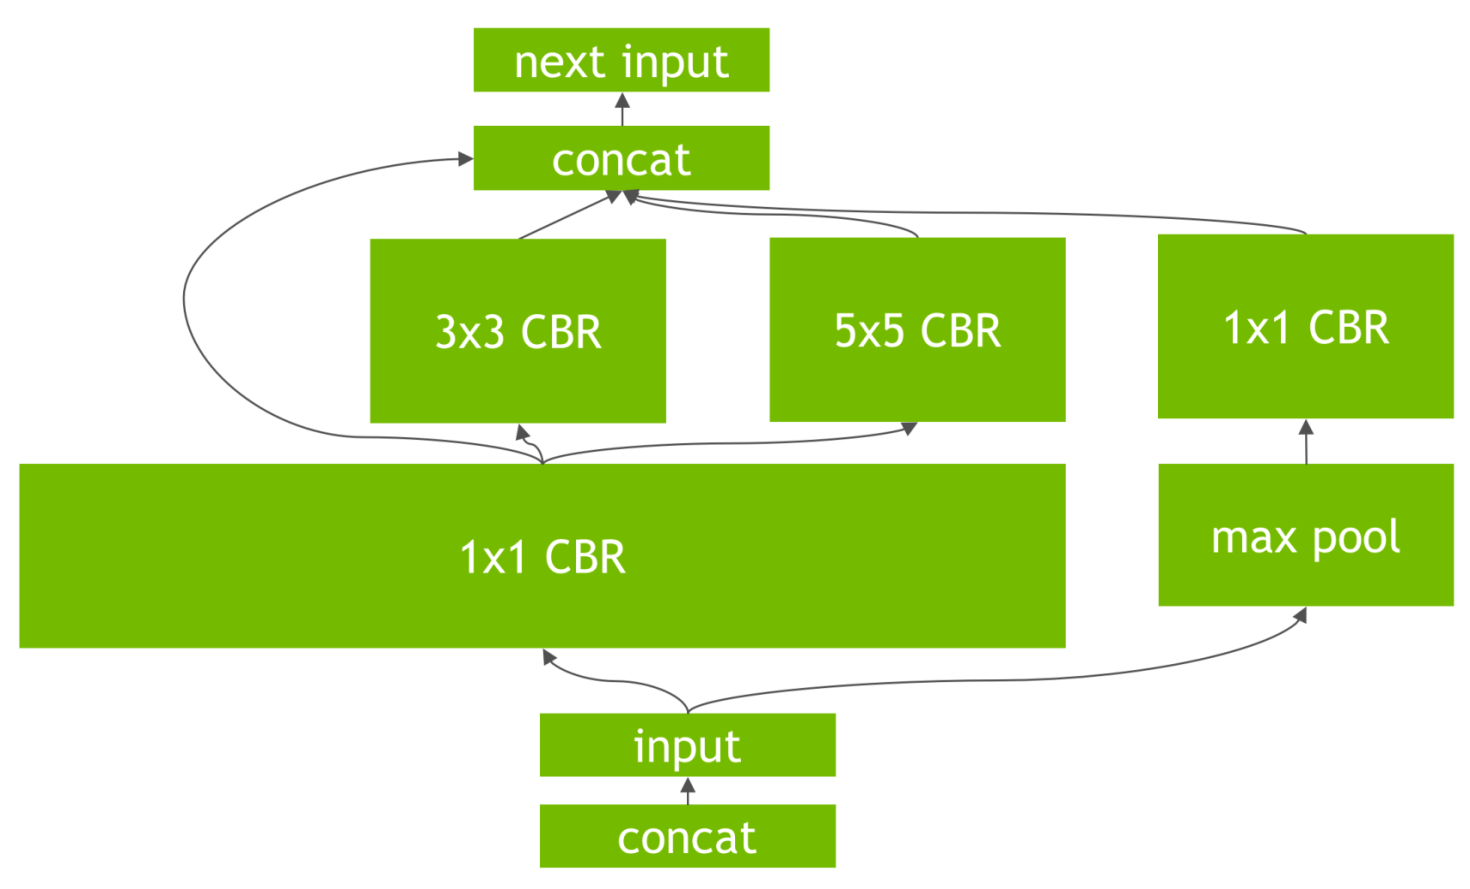 next input
concat
3x3 CBR
5x5 CBR
1x1 CBR
1x1 CBR
max pool
input
concat